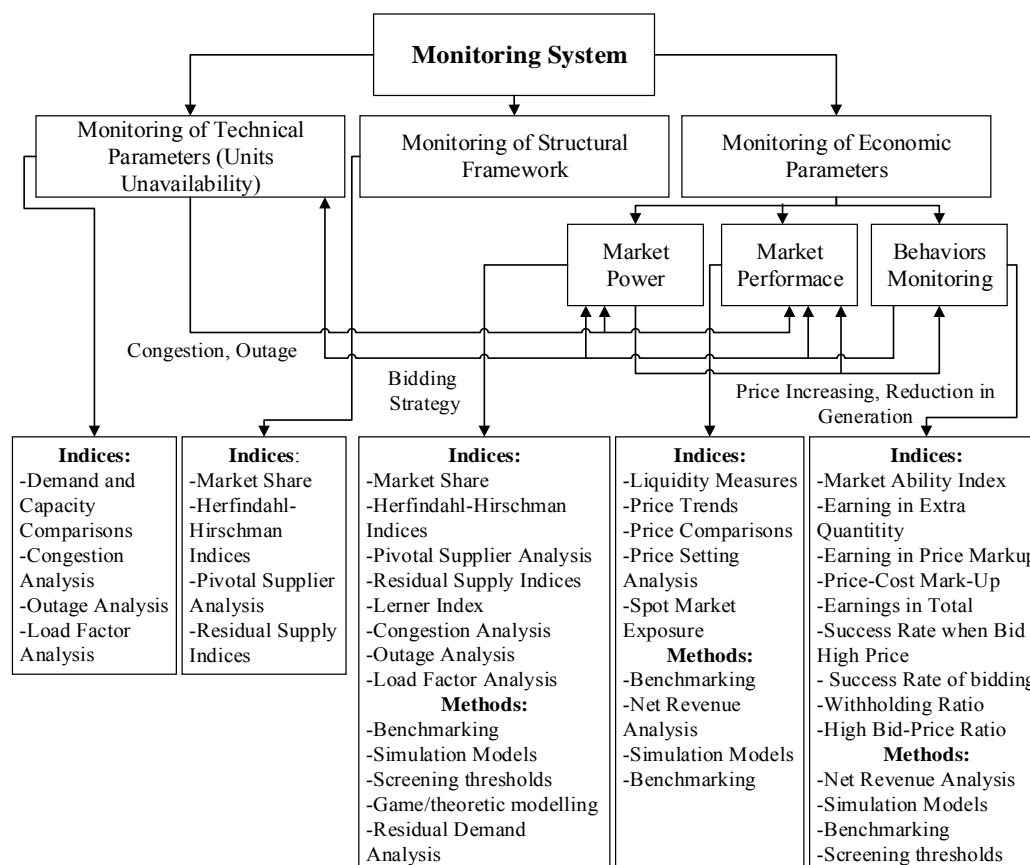 Monitoring System
Monitoring of Technical
Parameters (Units
Unavailability)
Monitoring of Structural
Framework
Monitoring of Economic
Parameters
Market
Power
Market
Performace
Behaviors
Monitoring
Congestion, Outage
Bidding
Strategy
Price Increasing, Reduction in
Generation
Indices:
-Demand and
Capacity
Comparisons
-Congestion
Analysis
-Outage Analysis
-Load Factor
Analysis
Indices:
-Market Share
-Herfindahl-
Hirschman
Indices
-Pivotal Supplier
Analysis
-Residual Supply
Indices
Indices:
-Market Share
-Herfindahl-Hirschman
Indices
-Pivotal Supplier Analysis
-Residual Supply Indices
-Lerner Index
-Congestion Analysis
-Outage Analysis
-Load Factor Analysis
Methods:
-Benchmarking
-Simulation Models
-Screening thresholds
-Game/theoretic modelling
-Residual Demand
Analysis
Indices:
-Liquidity Measures
-Price Trends
-Price Comparisons
-Price Setting
Analysis
-Spot Market
Exposure
Methods:
-Benchmarking
-Net Revenue
Analysis
-Simulation Models
-Benchmarking
Indices:
-Market Ability Index
-Earning in Extra
Quantitity
-Earning in Price Markup
-Price-Cost Mark-Up
-Earnings in Total
-Success Rate when Bid
High Price
- Success Rate of bidding
-Withholding Ratio
-High Bid-Price Ratio
Methods:
-Net Revenue Analysis
-Simulation Models
-Benchmarking
-Screening thresholds